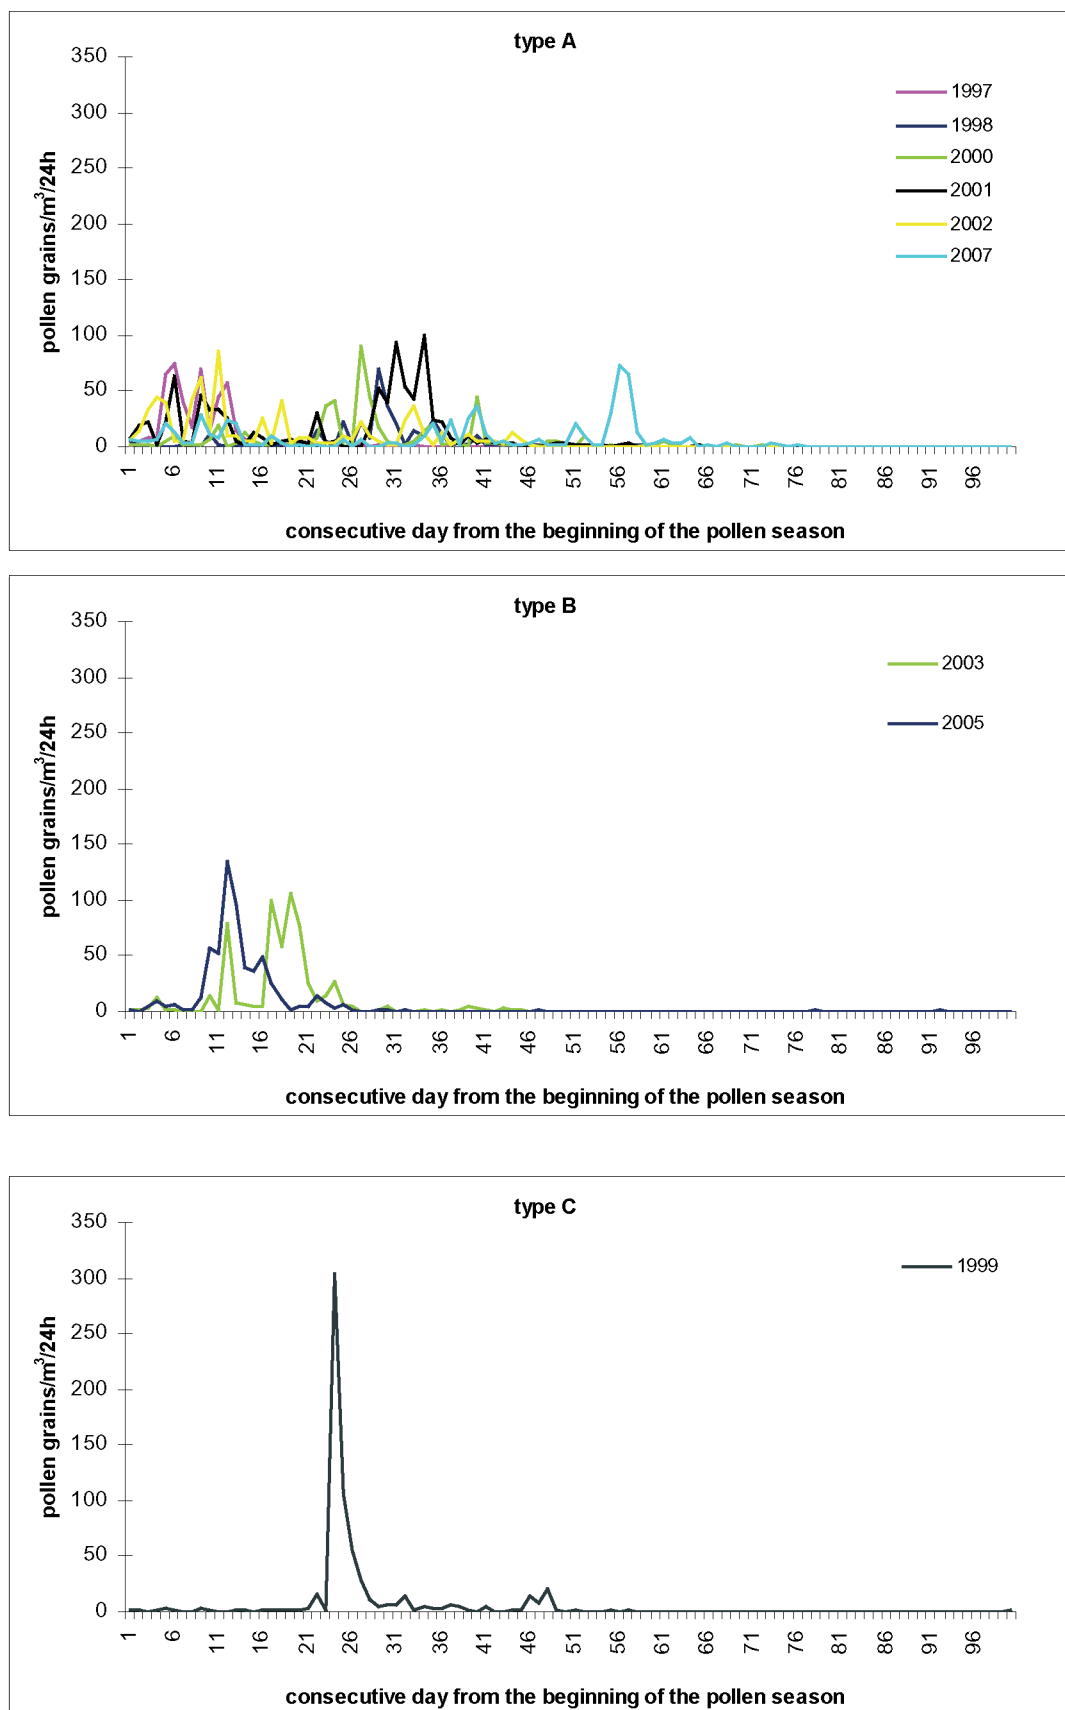 type A
350
300
250
200
150
100
50
0
pollen grains/m³/24h
1997
1998
2000
2001
2002
2007
1 6 11 16 21 26 31 36 41 46 51 56 61 66 71 76 81 86 91 96
consecutive day from the beginning of the pollen season
type B
350
300
250
200
150
100
50
0
pollen grains/m³/24h
2003
2005
1 6 11 16 21 26 31 36 41 46 51 56 61 66 71 76 81 86 91 96
consecutive day from the beginning of the pollen season
type C
350
300
250
200
150
100
50
0
pollen grains/m³/24h
1999
1 6 11 16 21 26 31 36 41 46 51 56 61 66 71 76 81 86 91 96
consecutive day from the beginning of the pollen season